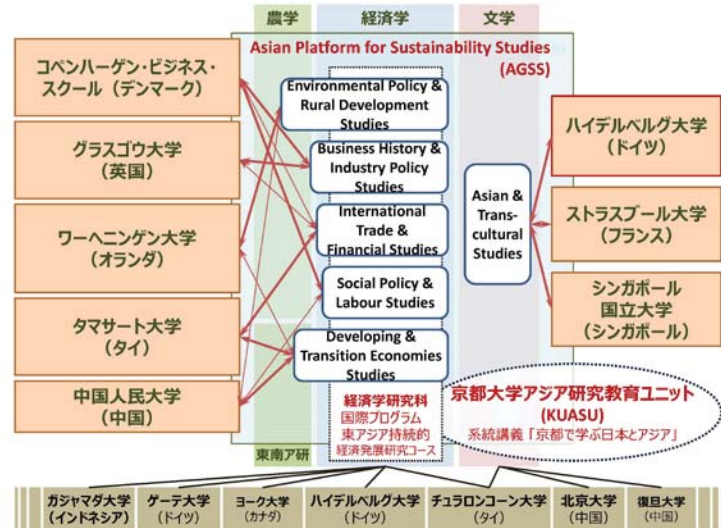 農学
経済学
文学
Asian Platform for Sustainability Studies
(AGSS)
コペンハーゲン・ビジネス・
スクール（デンマーク）
グラスゴウ大学
（英国）
ワーヘニンゲン大学
（オランダ）
タマサート大学
（タイ）
中国人民大学
（中国）
Environmental Policy &
Rural Development
Studies
Business History &
Industry Policy
Studies
International
Trade &
Financial Studies
Social Policy &
Labour Studies
Developing &
Transition Economies
Studies
Asian &
Trans-
cultural
Studies
ハイデルベルグ大学
（ドイツ）
ストラスブール大学
（フランス）
シンガポール
国立大学
（シンガポール）
経済学研究科
国際プログラム
東アジア持続的
経済発展研究コース
京都大学アジア研究教育ユニット
(KUASU)
系統講義「京都で学ぶ日本とアジア」
東南ア研
ガジャマダ大学
（インドネシア）
ゲーテ大学
（ドイツ）
ヨーク大学
（カナダ）
ハイデルベルグ大学
（ドイツ）
チュラロンコーン大学
（タイ）
北京大学
（中国）
復旦大学
（中国）